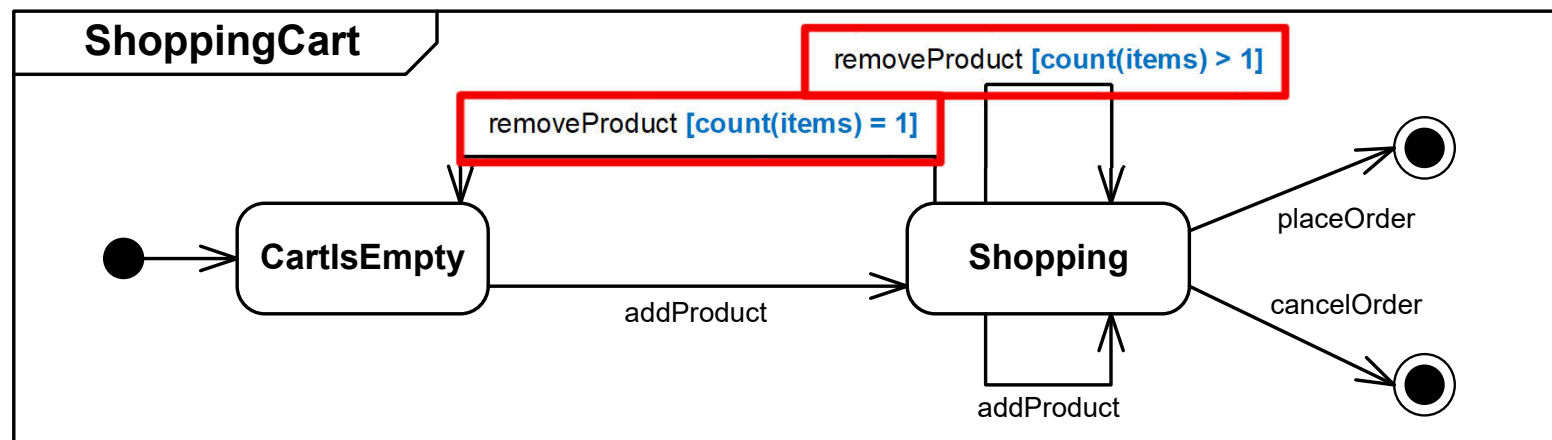 ShoppingCart
removeProduct [count(items) > 1]
removeProduct [count(items) = 1]
CartIsEmpty
Shopping
placeOrder
addProduct
cancelOrder
addProduct